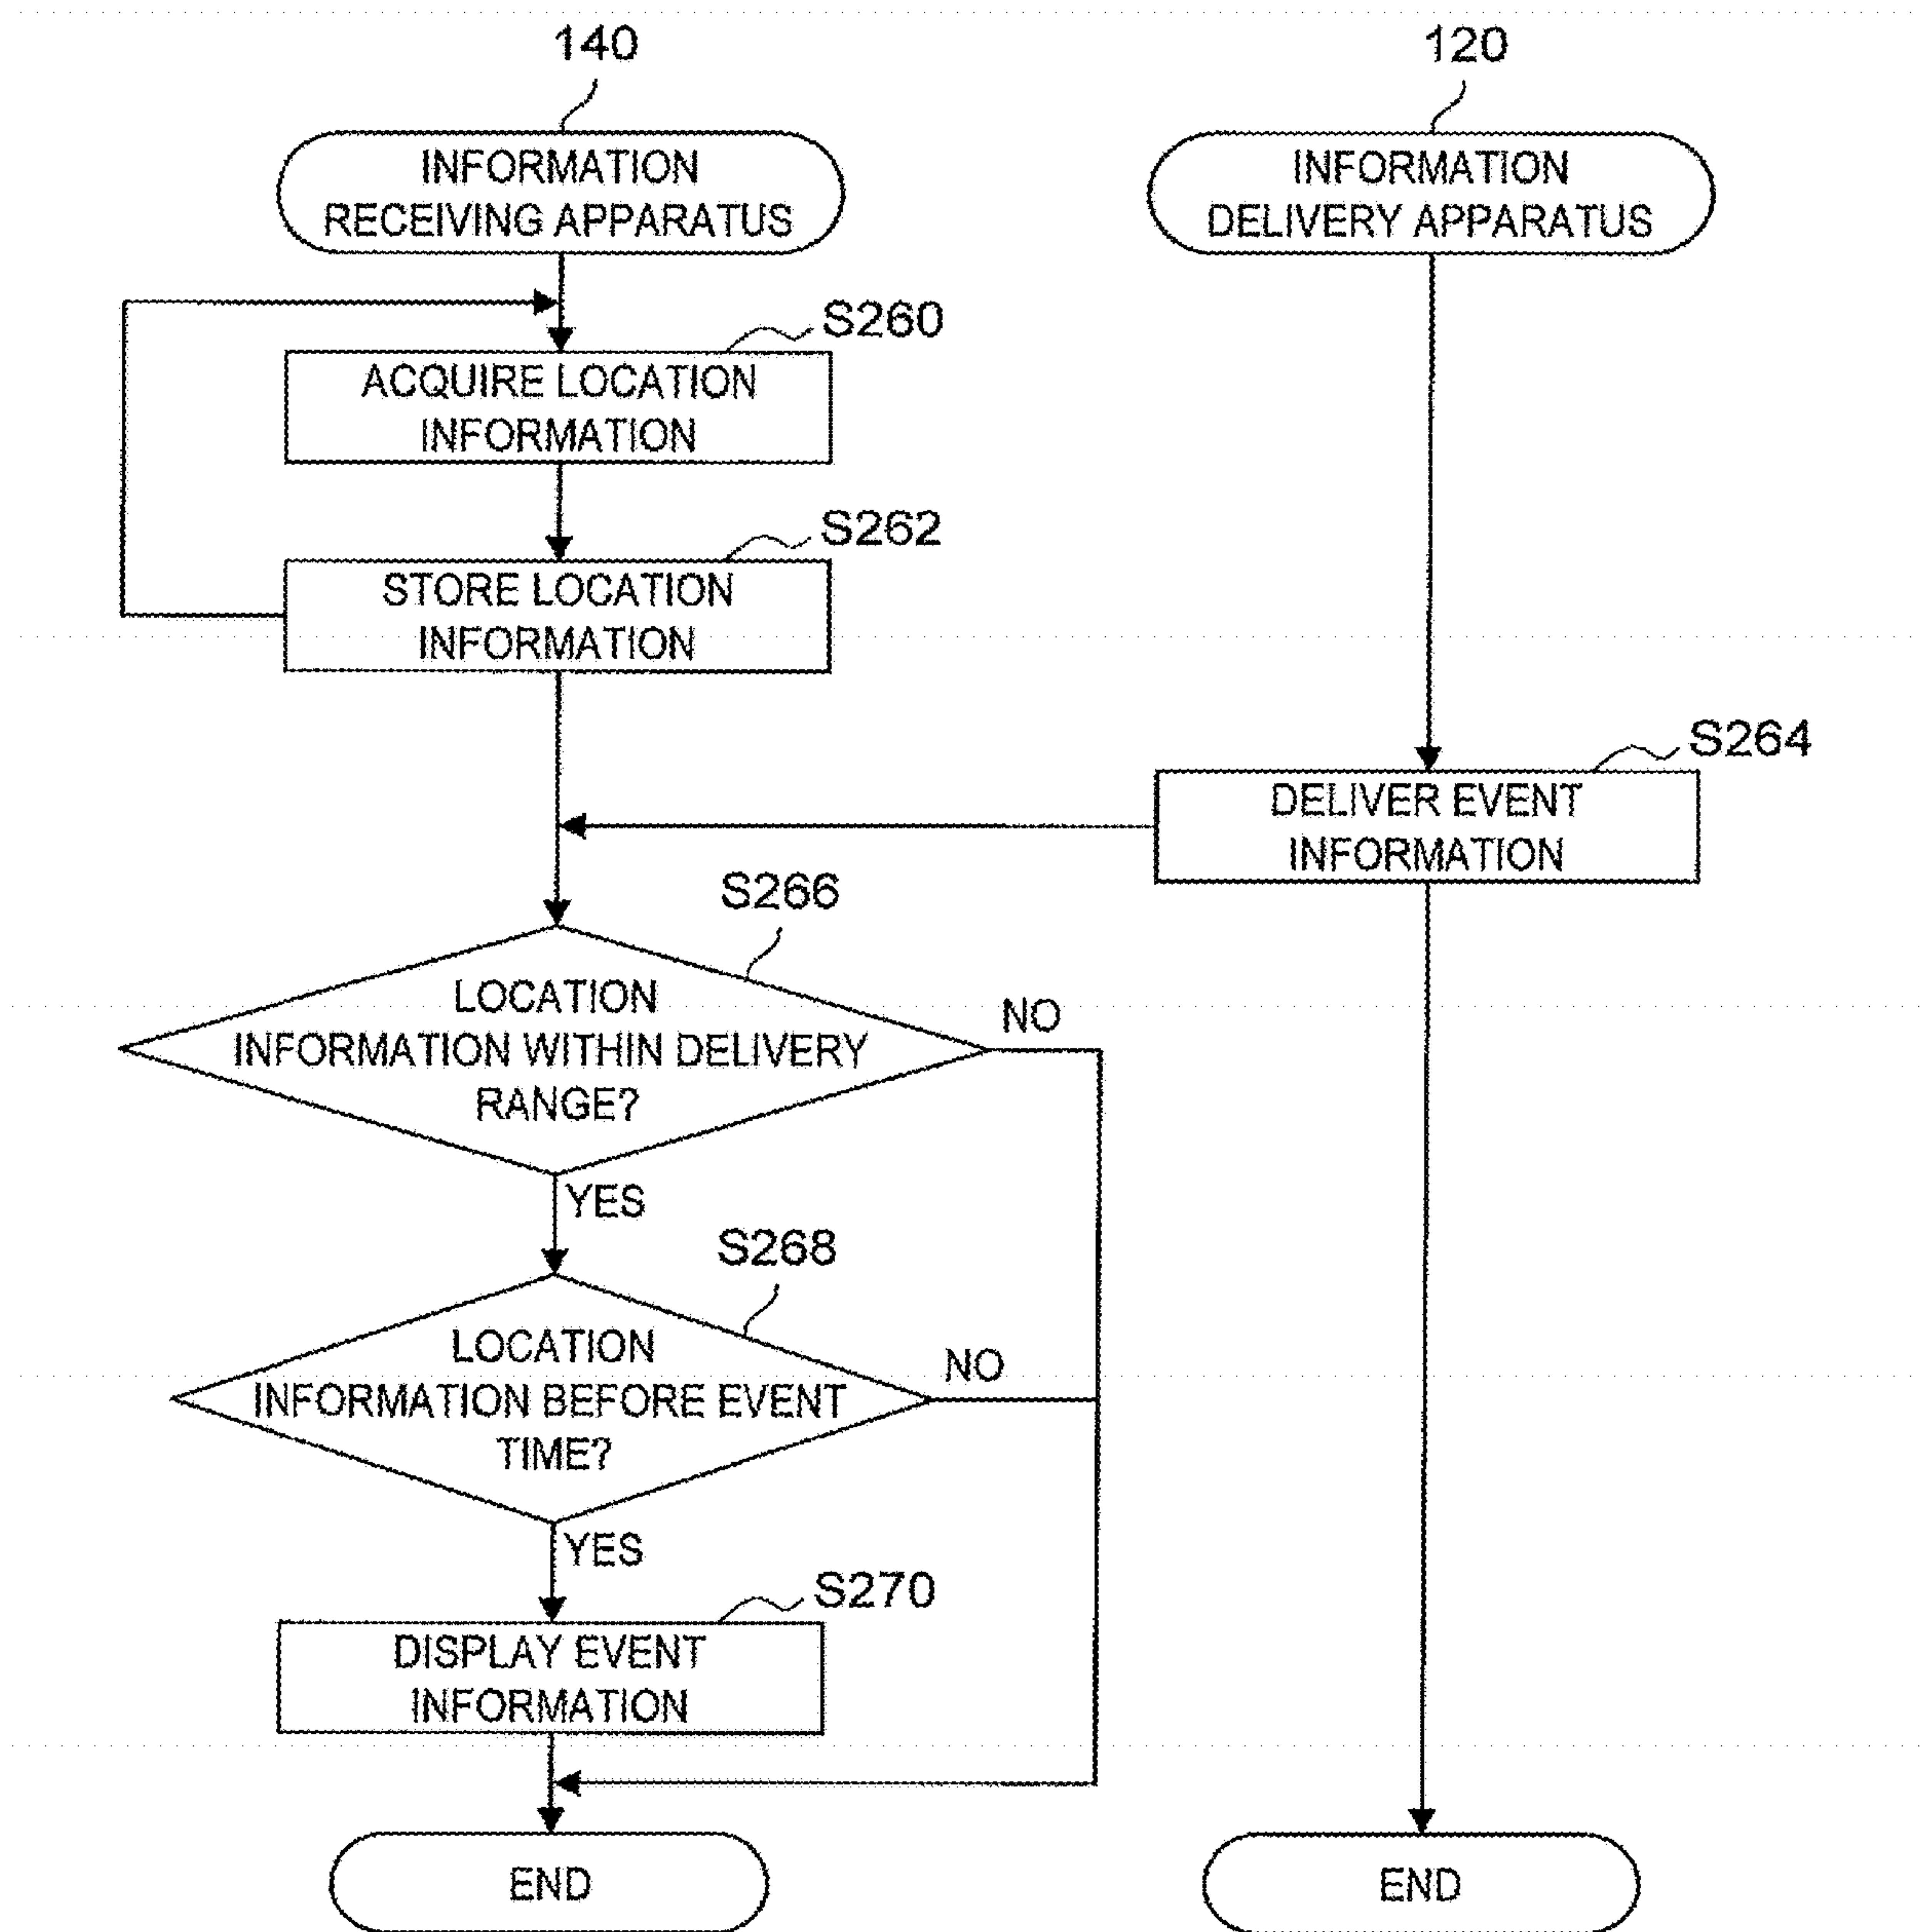 140
120
INFORMATION
RECEIVING APPARATUS
INFORMATION
DELIVERY APPARATUS
S260
ACQUIRE LOCATION
INFORMATION
S262
STORE LOCATION
INFORMATION
S264
DELIVER EVENT
INFORMATION
S266
LOCATION
INFORMATION WITHIN DELIVERY
RANGE?
NO
YES
S268
LOCATION
INFORMATION BEFORE EVENT
TIME?
NO
YES
S270
DISPLAY EVENT
INFORMATION
END
END